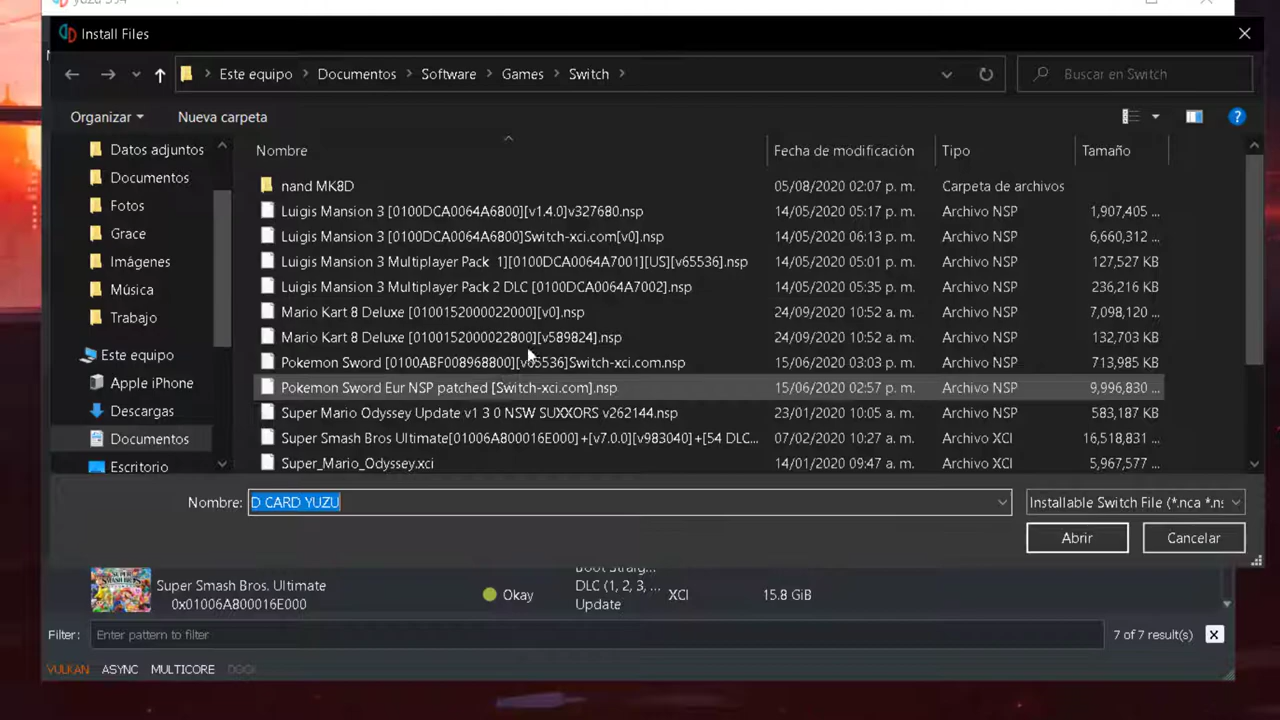 yuzu 594
Install Files
Este equipo > Documentos > Software > Games > Switch >
Buscar en Switch
Organizar
Nueva carpeta
Nombre
Fecha de modificación
Tipo
Tamaño
Datos adjuntos
Documentos
Fotos
Grace
Imágenes
Música
Trabajo
Este equipo
Apple iPhone
Descargas
Documentos
Escritorio
nand MK8D 05/08/2020 02:07 p. m. Carpeta de archivos
Luigis Mansion 3 [0100DCA0064A6800][v1.4.0]v327680.nsp 14/05/2020 05:17 p. m. Archivo NSP 1,907,405 ...
Luigis Mansion 3 [0100DCA0064A6800]Switch-xci.com[v0].nsp 14/05/2020 06:13 p. m. Archivo NSP 6,660,312 ...
Luigis Mansion 3 Multiplayer Pack 1][0100DCA0064A7001][US][v65536].nsp 14/05/2020 05:01 p. m. Archivo NSP 127,527 KB
Luigis Mansion 3 Multiplayer Pack 2 DLC [0100DCA0064A7002].nsp 14/05/2020 05:35 p. m. Archivo NSP 236,216 KB
Mario Kart 8 Deluxe [0100152000022000][v0].nsp 24/09/2020 10:52 a. m. Archivo NSP 7,098,120 ...
Mario Kart 8 Deluxe [0100152000022800][v589824].nsp 24/09/2020 10:52 a. m. Archivo NSP 132,703 KB
Pokemon Sword [0100ABF008968800][v65536]Switch-xci.com.nsp 15/06/2020 03:03 p. m. Archivo NSP 713,985 KB
Pokemon Sword Eur NSP patched [Switch-xci.com].nsp 15/06/2020 02:57 p. m. Archivo NSP 9,996,830 ...
Super Mario Odyssey Update v1 3 0 NSW SUXXORS v262144.nsp 23/01/2020 10:05 a. m. Archivo NSP 583,187 KB
Super Smash Bros Ultimate[01006A800016E000]+[v7.0.0][v983040]+[54 DLC... 07/02/2020 10:27 a. m. Archivo XCI 16,518,831 ...
Super_Mario_Odyssey.xci 14/01/2020 09:47 a. m. Archivo XCI 5,967,577 ...
Nombre: D CARD YUZU
Installable Switch File (*.nca *.ns
Abrir
Cancelar
Super Smash Bros. Ultimate
0x01006A800016E000
Okay
DLC (1, 2, 3, ...
Update
XCI
15.8 GiB
Filter:
Enter pattern to filter
7 of 7 result(s)
VULKAN ASYNC MULTICORE DOCK